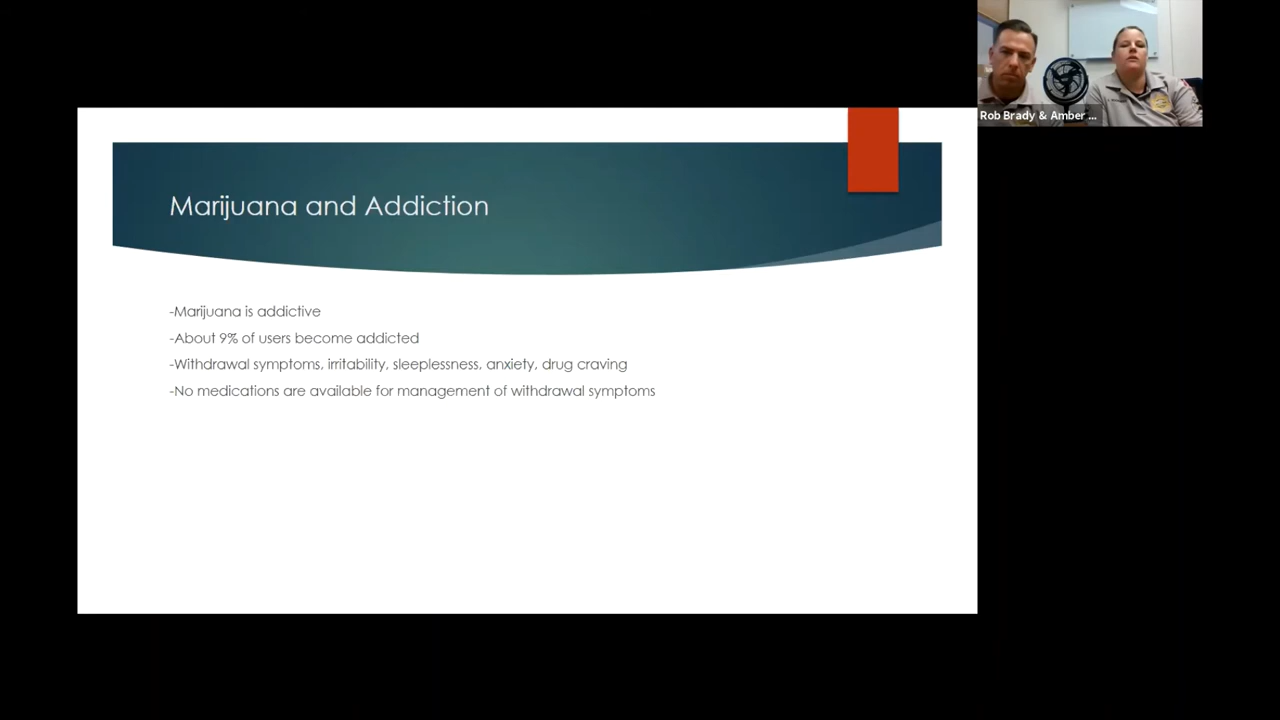 Rob Brady & Amber ...
Marijuana and Addiction
-Marijuana is addictive
-About 9% of users become addicted
-Withdrawal symptoms, irritability, sleeplessness, anxiety, drug craving
-No medications are available for management of withdrawal symptoms